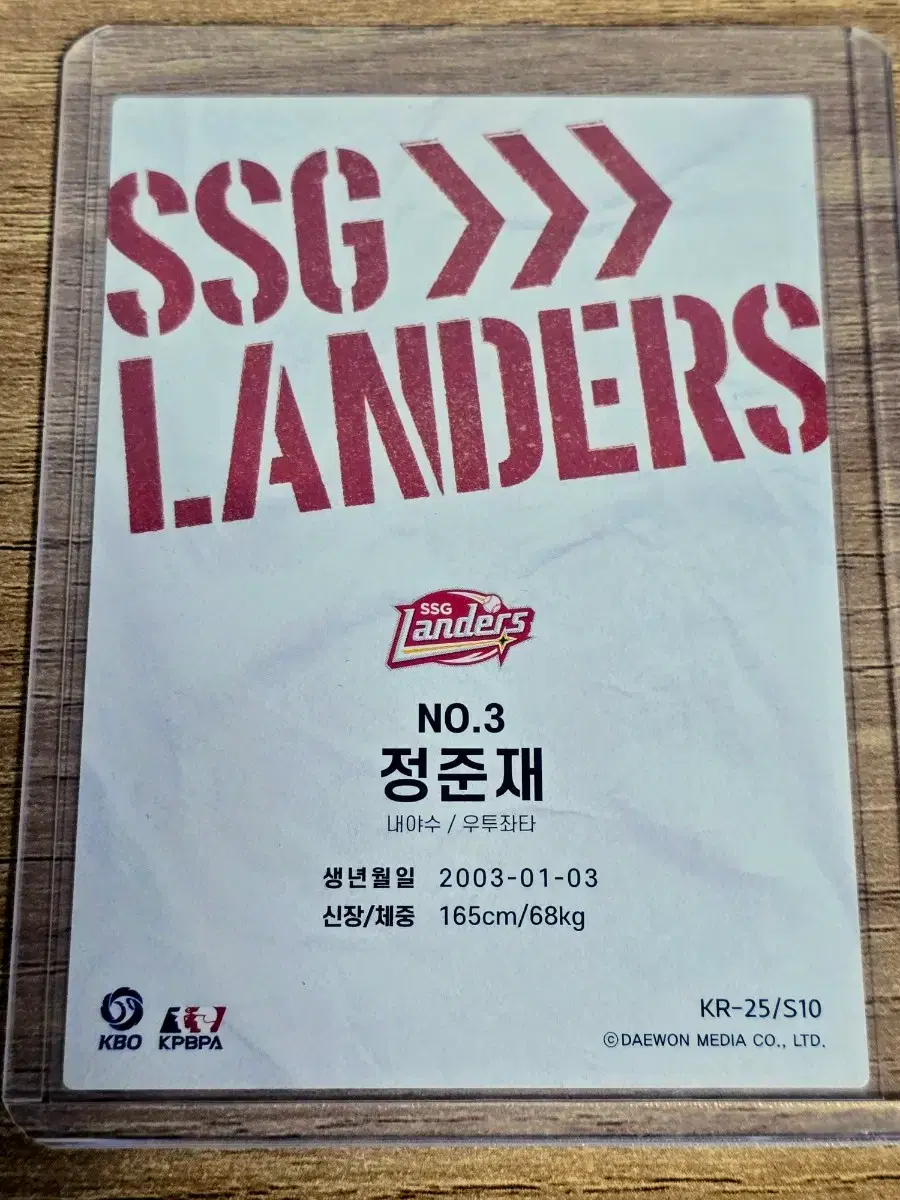 SSG
LANDERS
SSG
Landers
NO.3
정준재
내야수 / 우투좌타
생년월일 2003-01-03
신장/체중 165cm/68kg
KBO
KPBPA
KR-25/S10
©DAEWON MEDIA CO., LTD.